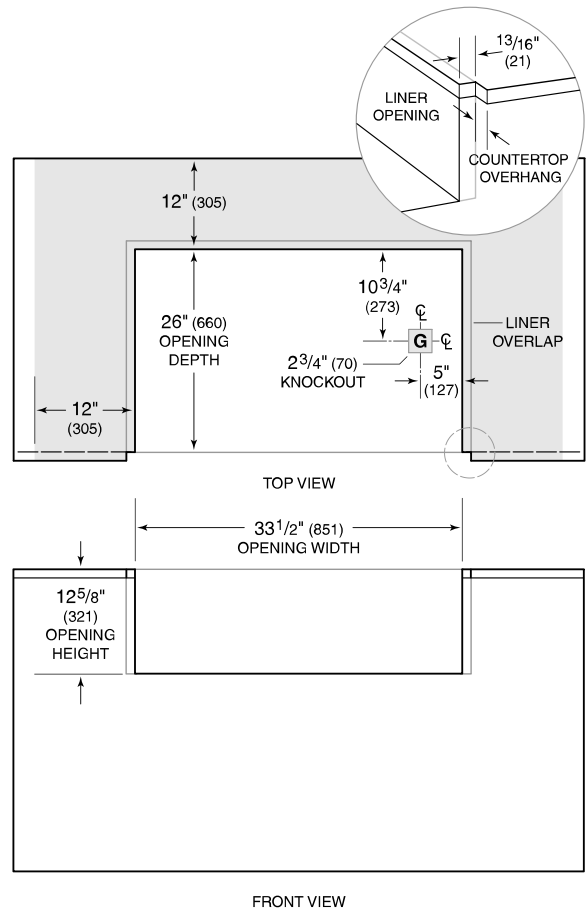 13/16"
(21)
LINER
OPENING
COUNTERTOP
OVERHANG
12" (305)
26" (660)
OPENING
DEPTH
10 3/4"
(273)
℄
G ℄
LINER
OVERLAP
2 3/4" (70)
KNOCKOUT
5"
(127)
12"
(305)
TOP VIEW
33 1/2" (851)
OPENING WIDTH
12 5/8"
(321)
OPENING
HEIGHT
FRONT VIEW